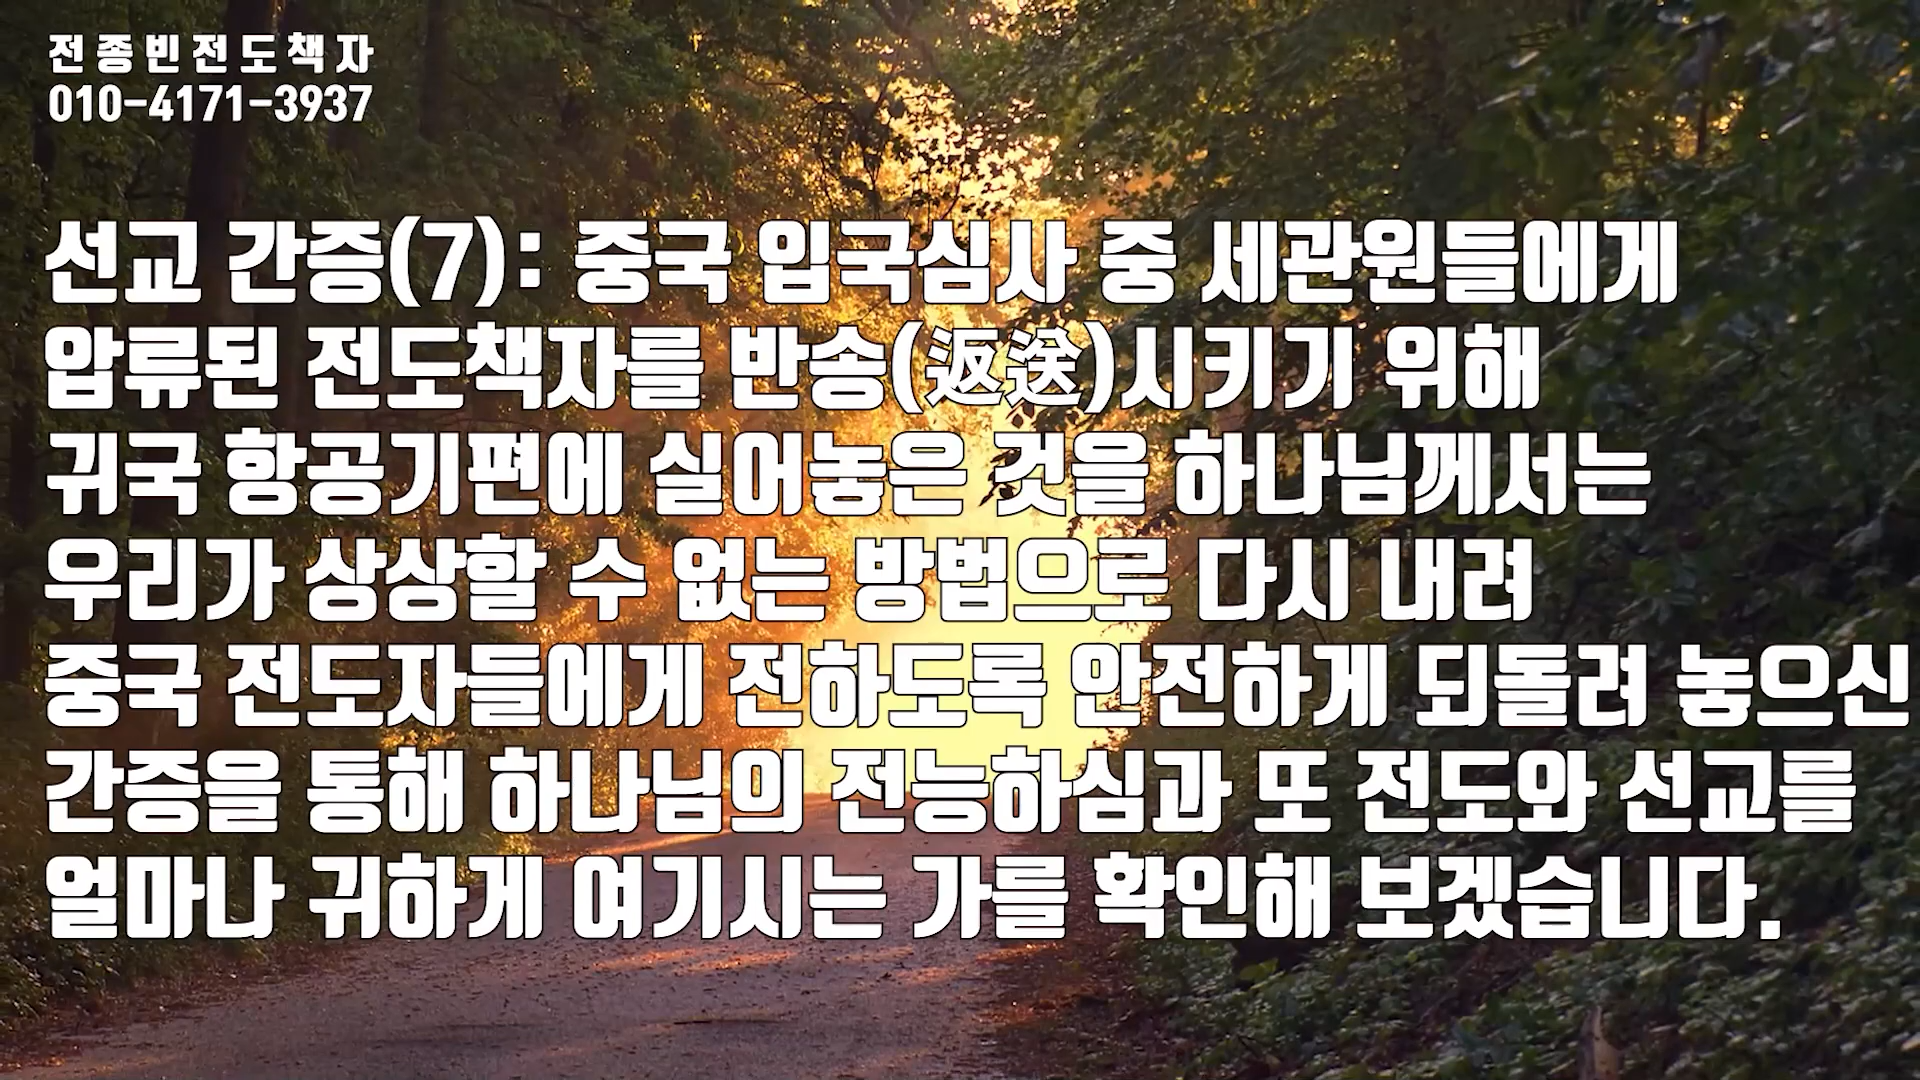 전종빈전도책자
010-4171-3937
선교 간증(7): 중국 입국심사 중 세관원들에게
압류된 전도책자를 반송(返送)시키기 위해
귀국 항공기편에 실어놓은 것을 하나님께서는
우리가 상상할 수 없는 방법으로 다시 내려
중국 전도자들에게 전하도록 안전하게 되돌려 놓으신
간증을 통해 하나님의 전능하심과 또 전도와 선교를
얼마나 귀하게 여기시는 가를 확인해 보겠습니다.